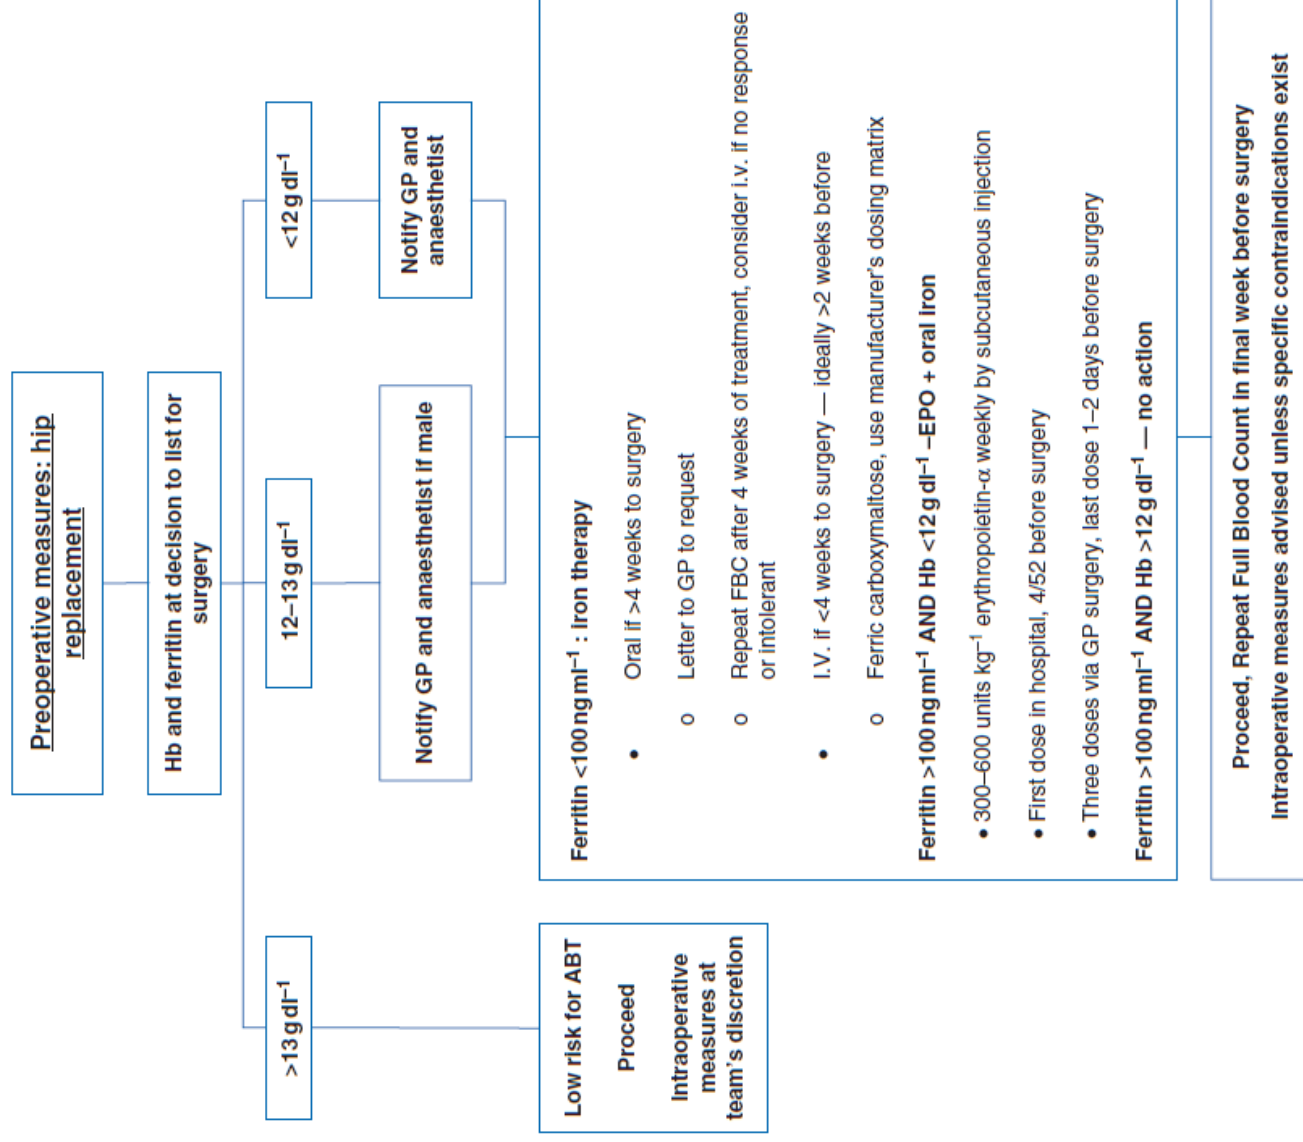 Preoperative measures: hip
replacement
Hb and ferritin at decision to list for
surgery
>13 g dl⁻¹
12–13 g dl⁻¹
<12 g dl⁻¹
Notify GP and anaesthetist if male
Notify GP and
anaesthetist
Low risk for ABT
Proceed
Intraoperative
measures at
team's discretion
Ferritin <100 ng ml⁻¹ : Iron therapy
• Oral if >4 weeks to surgery
o Letter to GP to request
o Repeat FBC after 4 weeks of treatment, consider i.v. if no response
or intolerant
• I.V. if <4 weeks to surgery — ideally >2 weeks before
o Ferric carboxymaltose, use manufacturer's dosing matrix
Ferritin >100 ng ml⁻¹ AND Hb <12 g dl⁻¹ –EPO + oral iron
• 300–600 units kg⁻¹ erythropoietin-α weekly by subcutaneous injection
• First dose in hospital, 4/52 before surgery
• Three doses via GP surgery, last dose 1–2 days before surgery
Ferritin >100 ng ml⁻¹ AND Hb >12 g dl⁻¹ — no action
Proceed, Repeat Full Blood Count in final week before surgery
Intraoperative measures advised unless specific contraindications exist